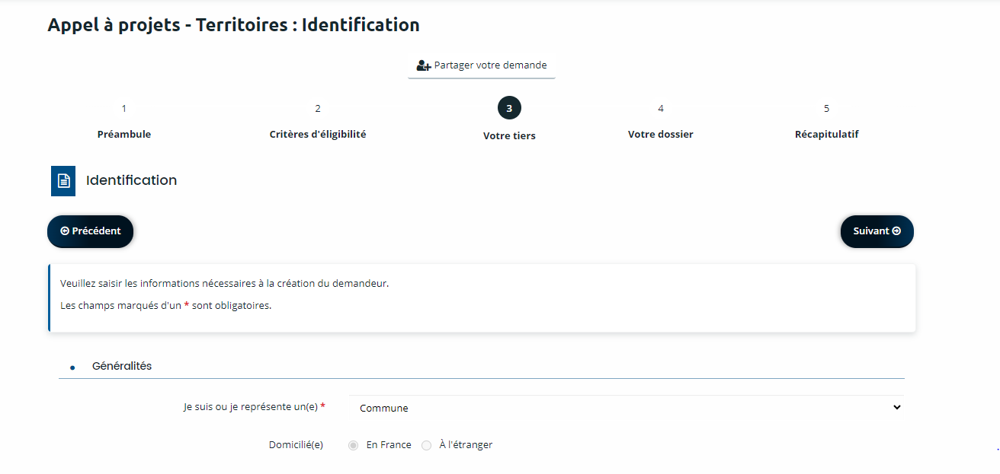 Appel à projets - Territoires : Identification
Partager votre demande
1 2 3 4 5
Préambule Critères d'éligibilité Votre tiers Votre dossier Récapitulatif
Identification
Précédent Suivant
Veuillez saisir les informations nécessaires à la création du demandeur.
Les champs marqués d'un * sont obligatoires.
Généralités
Je suis ou je représente un(e) * Commune
Domicilié(e) En France À l'étranger